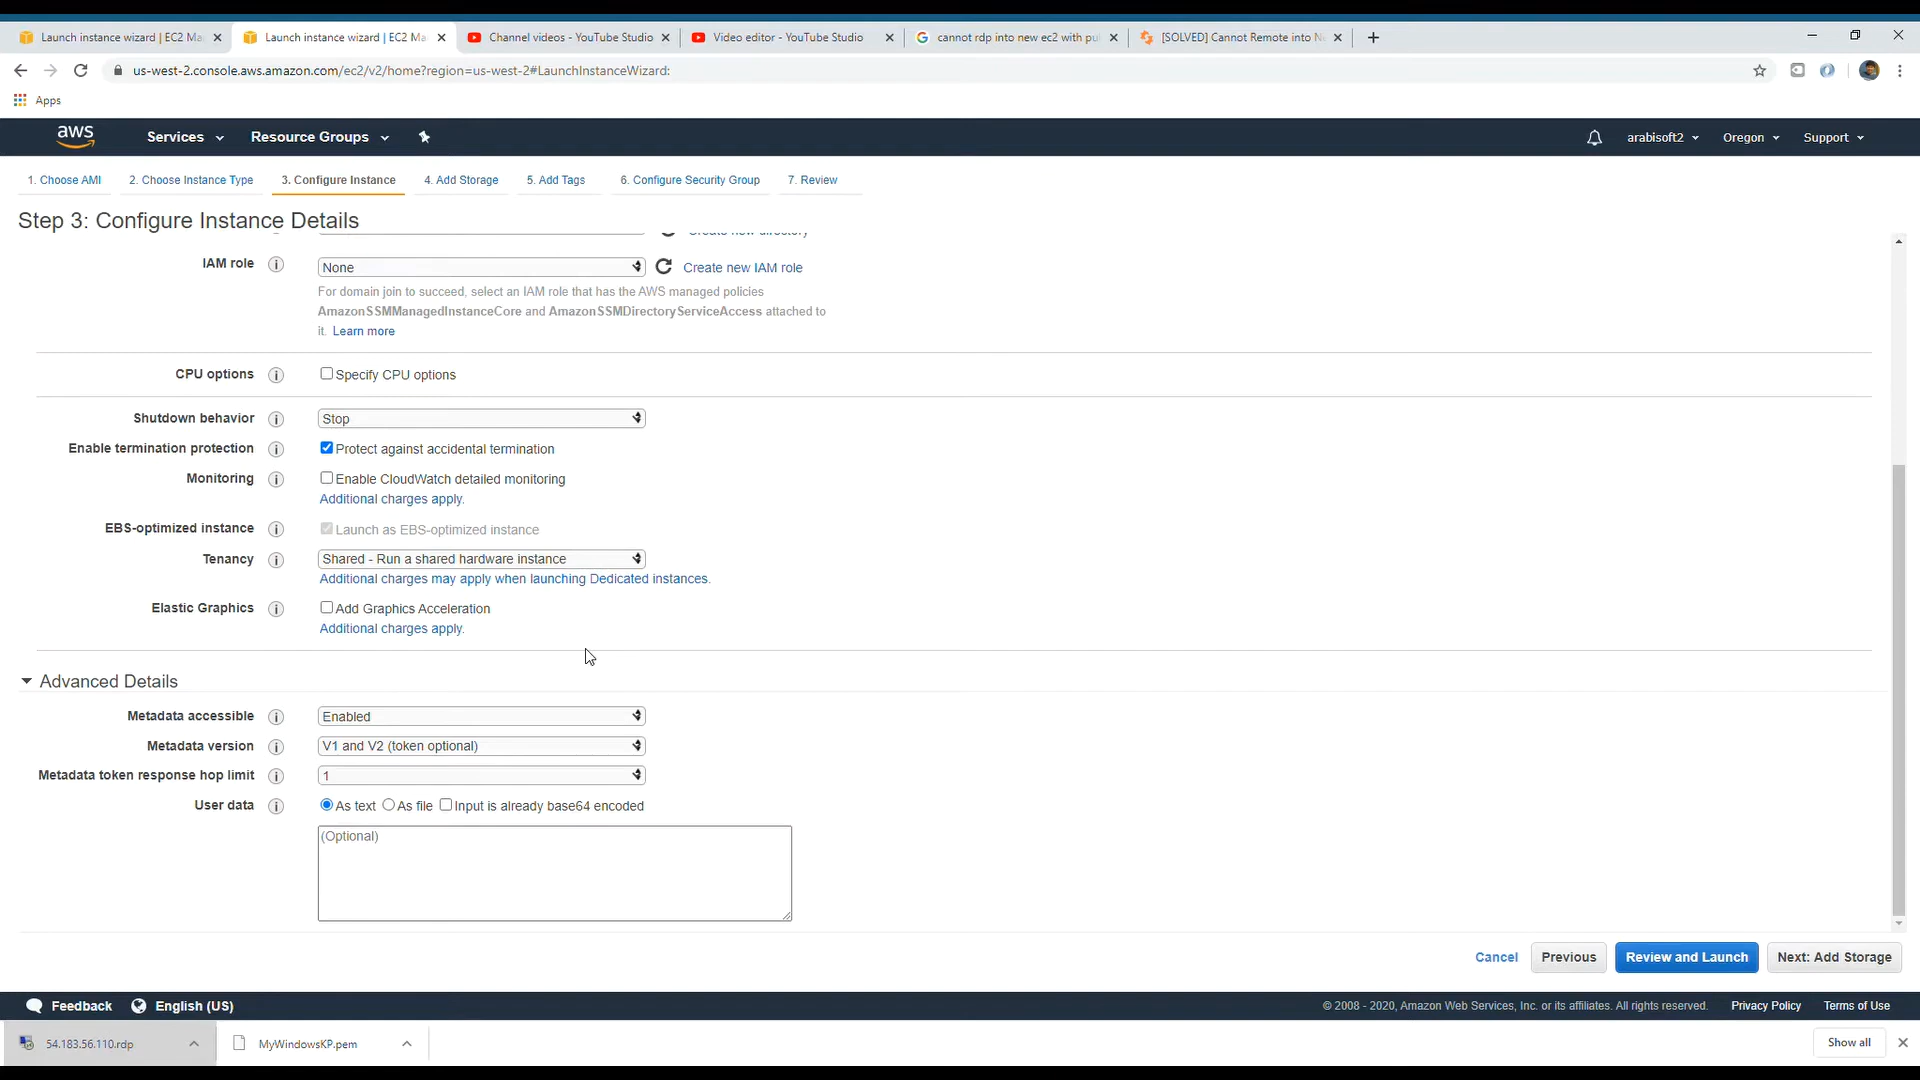 Launch instance wizard | EC2 Ma
Launch instance wizard | EC2 Ma
Channel videos - YouTube Studio
Video editor - YouTube Studio
cannot rdp into new ec2 with pu
[SOLVED] Cannot Remote into N
us-west-2.console.aws.amazon.com/ec2/v2/home?region=us-west-2#LaunchInstanceWizard:
Apps
aws
Services
Resource Groups
arabisoft2
Oregon
Support
1. Choose AMI
2. Choose Instance Type
3. Configure Instance
4. Add Storage
5. Add Tags
6. Configure Security Group
7. Review
Step 3: Configure Instance Details
Create new directory
IAM role
None
Create new IAM role
For domain join to succeed, select an IAM role that has the AWS managed policies
AmazonSSMManagedInstanceCore and AmazonSSMDirectoryServiceAccess attached to
it. Learn more
CPU options
Specify CPU options
Shutdown behavior
Stop
Enable termination protection
Protect against accidental termination
Monitoring
Enable CloudWatch detailed monitoring
Additional charges apply.
EBS-optimized instance
Launch as EBS-optimized instance
Tenancy
Shared - Run a shared hardware instance
Additional charges may apply when launching Dedicated instances.
Elastic Graphics
Add Graphics Acceleration
Additional charges apply.
Advanced Details
Metadata accessible
Enabled
Metadata version
V1 and V2 (token optional)
Metadata token response hop limit
1
User data
As text As file Input is already base64 encoded
(Optional)
Cancel
Previous
Review and Launch
Next: Add Storage
Feedback
English (US)
© 2008 - 2020, Amazon Web Services, Inc. or its affiliates. All rights reserved.
Privacy Policy
Terms of Use
54.183.56.110.rdp
MyWindowsKP.pem
Show all